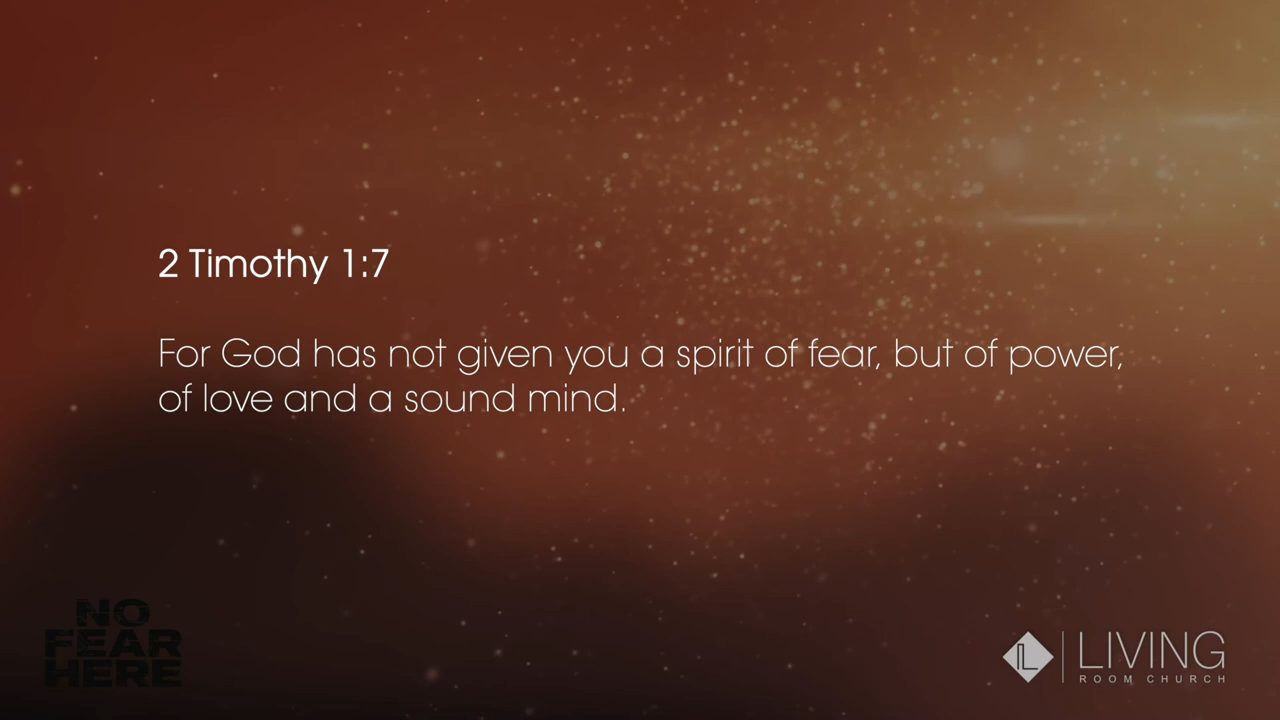 2 Timothy 1:7
For God has not given you a spirit of fear, but of power,
of love and a sound mind.
NO
FEAR
HERE
LIVING
ROOM CHURCH